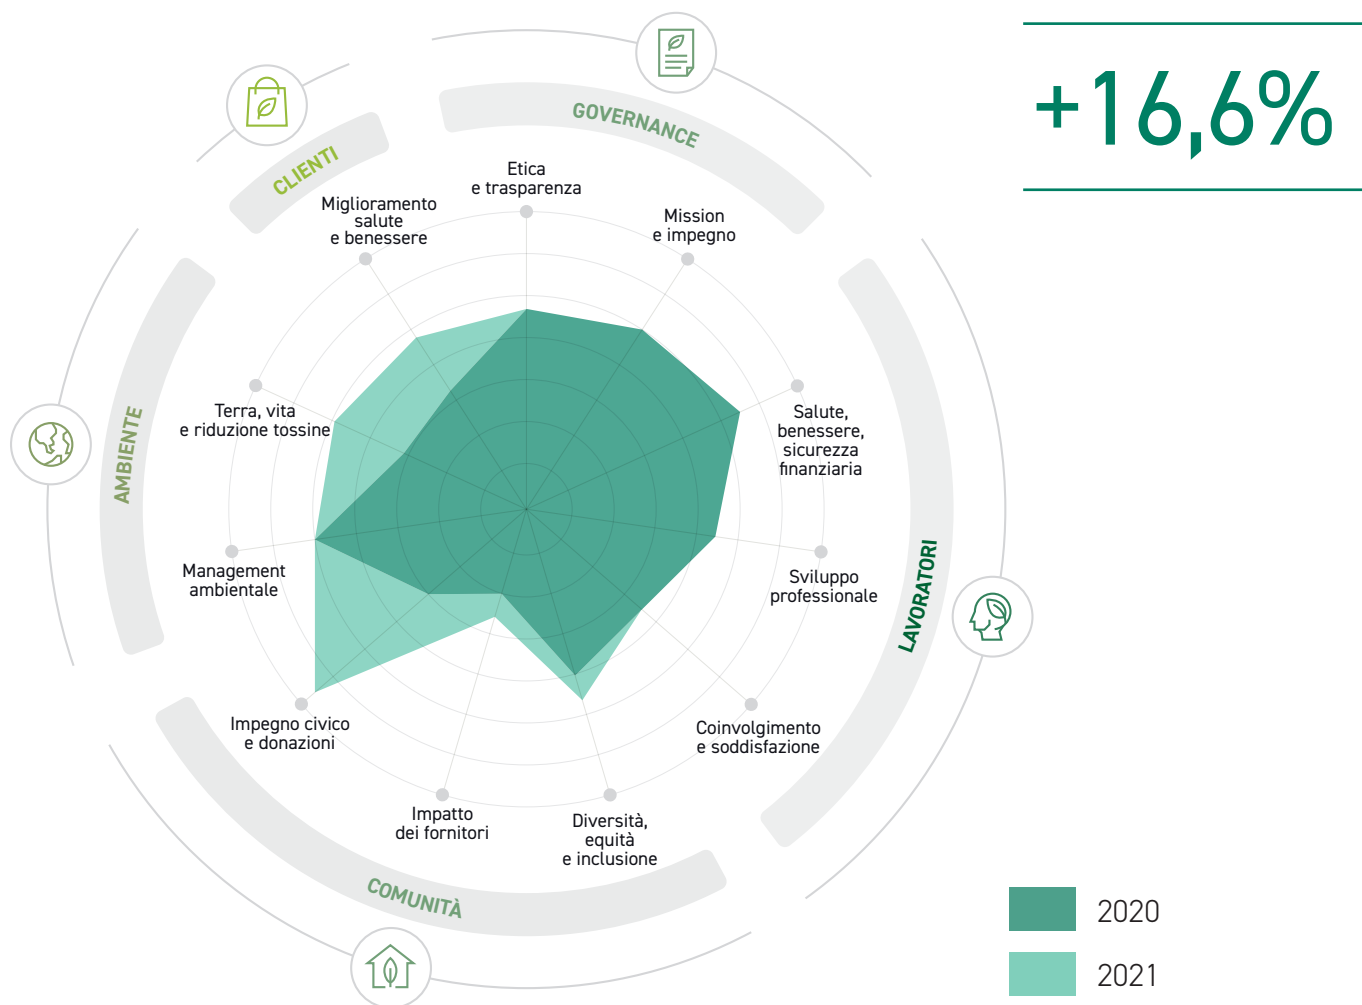 +16,6%
GOVERNANCE
CLIENTI
Etica
e trasparenza
Miglioramento
salute
e benessere
Mission
e impegno
AMBIENTE
Terra, vita
e riduzione tossine
Salute,
benessere,
sicurezza
finanziaria
Management
ambientale
Sviluppo
professionale
LAVORATORI
Impegno civico
e donazioni
Coinvolgimento
e soddisfazione
Impatto
dei fornitori
Diversità,
equità
e inclusione
COMUNITÀ
2020
2021